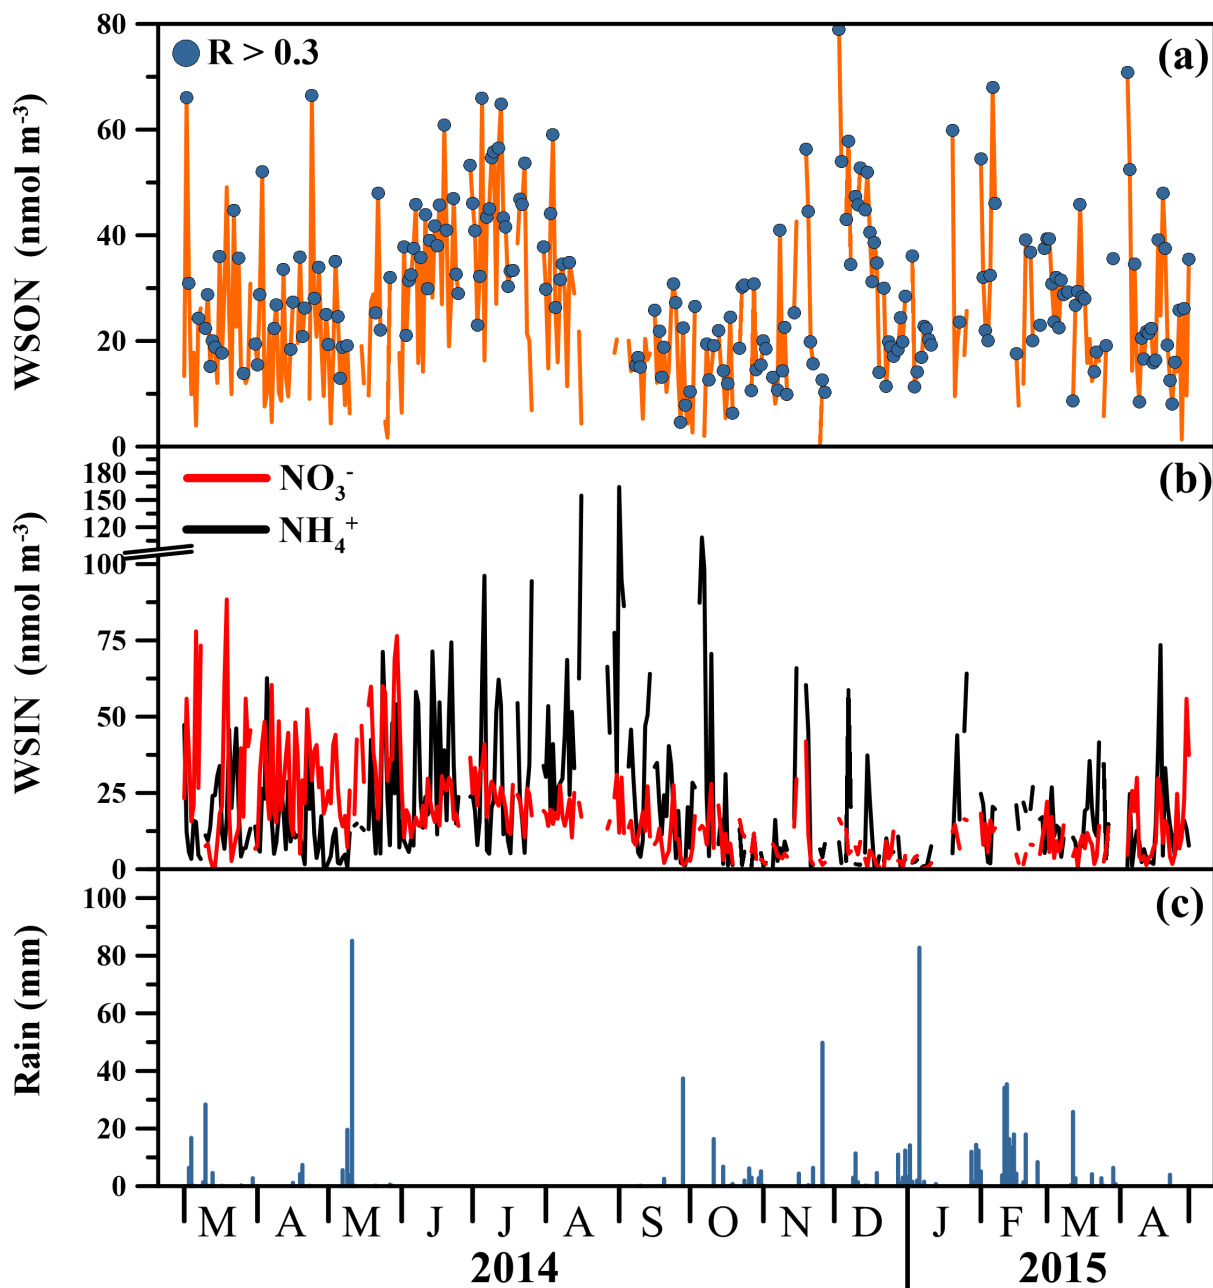 80
60
40
20
0
WSON (nmol m⁻³)
R > 0.3
(a)
180
150
120
100
75
50
25
0
WSIN (nmol m⁻³)
NO₃⁻
NH₄⁺
(b)
100
80
60
40
20
0
Rain (mm)
(c)
M A M J J A S O N D J F M A
2014 2015